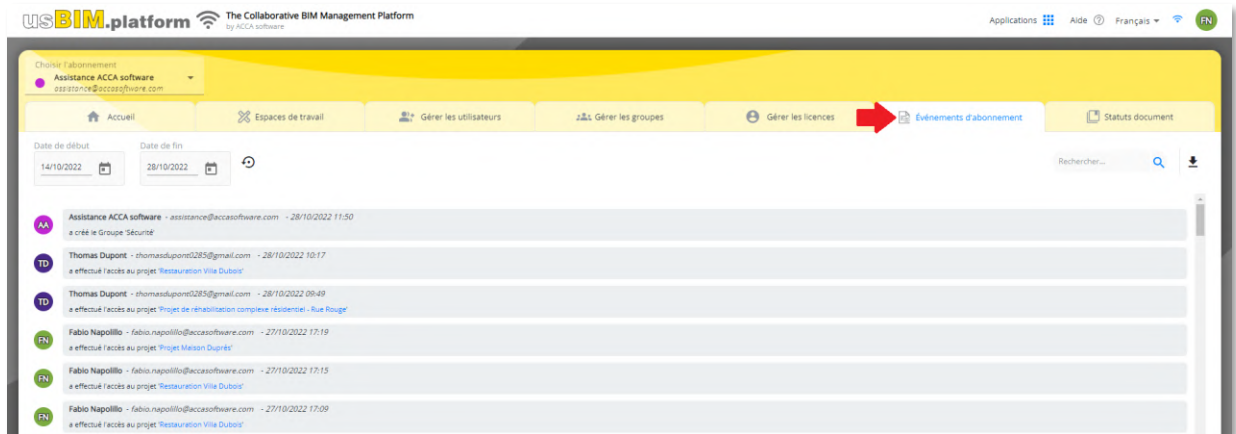 usBIM.platform The Collaborative BIM Management Platform
by ACCA software
Applications Aide ? Français FN
Choisir l'abonnement
Assistance ACCA software
assistance@accasoftware.com
Accueil Espaces de travail Gérer les utilisateurs Gérer les groupes Gérer les licences Événements d'abonnement Statuts document
Date de début Date de fin
14/10/2022 28/10/2022 Rechercher...
AA Assistance ACCA software - assistance@accasoftware.com - 28/10/2022 11:50
a créé le Groupe 'Sécurité'
TD Thomas Dupont - thomasdupont0285@gmail.com - 28/10/2022 10:17
a effectué l'accès au projet 'Restauration Villa Dubois'
TD Thomas Dupont - thomasdupont0285@gmail.com - 28/10/2022 09:49
a effectué l'accès au projet 'Projet de réhabilitation complexe résidentiel - Rue Rouge'
FN Fabio Napolillo - fabio.napolillo@accasoftware.com - 27/10/2022 17:19
a effectué l'accès au projet 'Projet Maison Duprés'
FN Fabio Napolillo - fabio.napolillo@accasoftware.com - 27/10/2022 17:15
a effectué l'accès au projet 'Restauration Villa Dubois'
FN Fabio Napolillo - fabio.napolillo@accasoftware.com - 27/10/2022 17:09
a effectué l'accès au projet 'Restauration Villa Dubois'